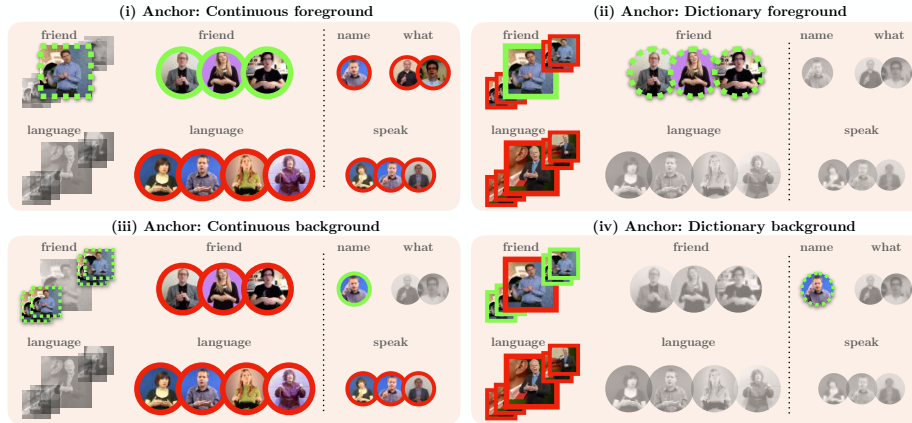 (i) Anchor: Continuous foreground
friend friend name what
language language speak
(ii) Anchor: Dictionary foreground
friend friend name what
language language speak
(iii) Anchor: Continuous background
friend friend name what
language language speak
(iv) Anchor: Dictionary background
friend friend name what
language language speak